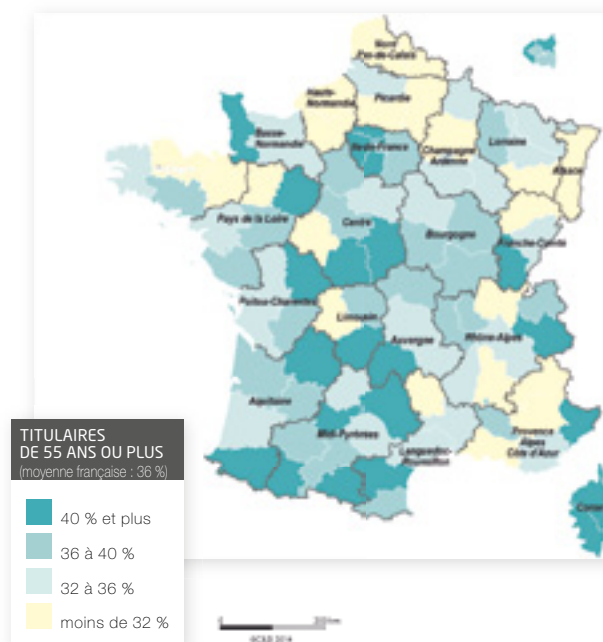 Nord
Pas-de-Calais
Haute-
Normandie
Picardie
Basse-
Normandie
Ile-de-France
Champagne
Ardenne
Lorraine
Alsace
Pays de la Loire
Centre
Bourgogne
Franche-Comté
Poitou-Charentes
Limousin
Auvergne
Rhône-Alpes
Aquitaine
Midi-Pyrénées
Languedoc-
Roussillon
Provence
Alpes
Côte d'Azur
TITULAIRES
DE 55 ANS OU PLUS
(moyenne française : 36 %)
40 % et plus
36 à 40 %
32 à 36 %
moins de 32 %